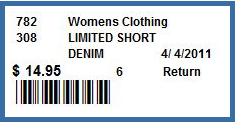 782 Womens Clothing
308 LIMITED SHORT
DENIM 4/ 4/2011
$ 14.95 6 Return